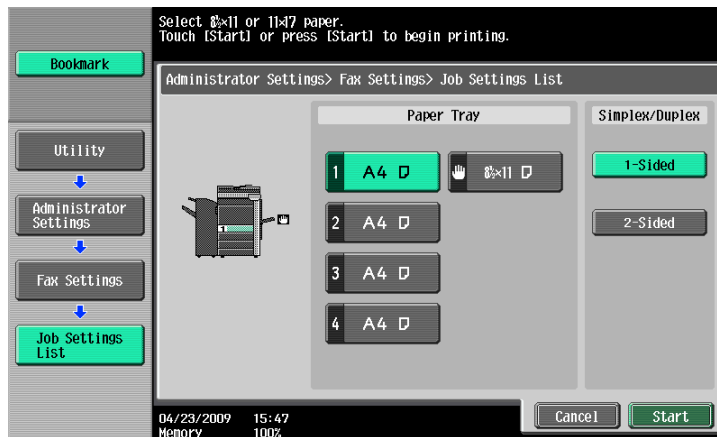 Select 8½×11 or 11×17 paper.
Touch [Start] or press [Start] to begin printing.
Bookmark
Administrator Settings> Fax Settings> Job Settings List
Utility
Administrator
Settings
Fax Settings
Job Settings
List
Paper Tray
1 A4
8½×11
2 A4
3 A4
4 A4
1
Simplex/Duplex
1-Sided
2-Sided
04/23/2009 15:47
Memory 100%
Cancel
Start